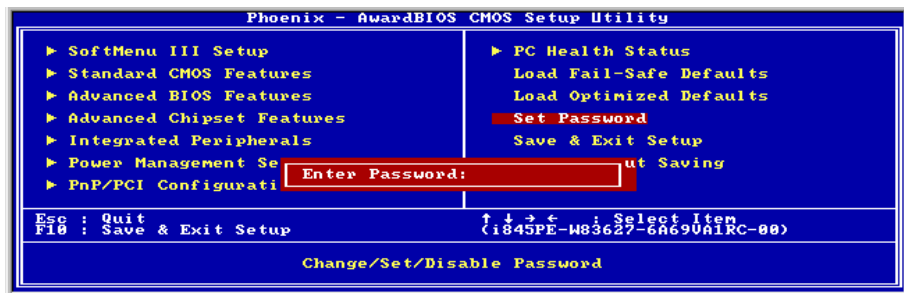 Phoenix - AwardBIOS CMOS Setup Utility
▶ SoftMenu III Setup
▶ Standard CMOS Features
▶ Advanced BIOS Features
▶ Advanced Chipset Features
▶ Integrated Peripherals
▶ Power Management Se
▶ PnP/PCI Configurati
▶ PC Health Status
Load Fail-Safe Defaults
Load Optimized Defaults
Set Password
Save & Exit Setup
ut Saving
Enter Password:
Esc : Quit
F10 : Save & Exit Setup
↑ ↓ → ← : Select Item
(i845PE-W83627-6A69VA1RC-00)
Change/Set/Disable Password